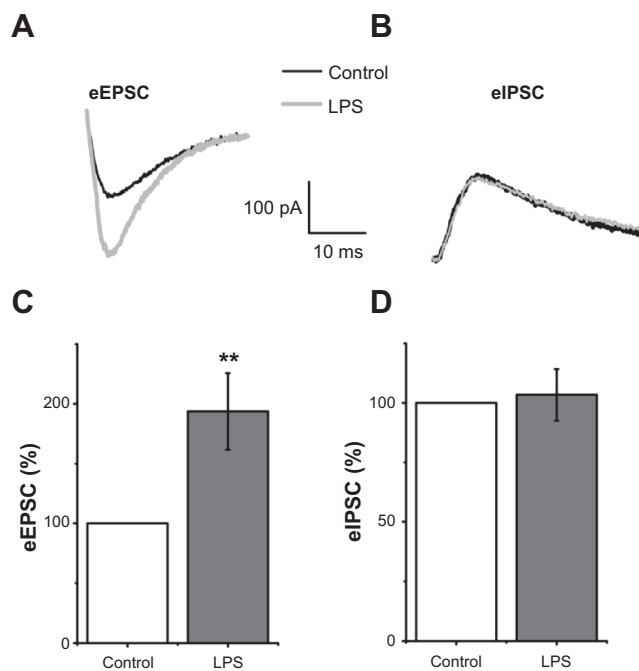 A
B
eEPSC
Control
LPS
eIPSC
100 pA
10 ms
C
D
eEPSC (%)
200
100
0
**
Control
LPS
eIPSC (%)
100
50
0
Control
LPS